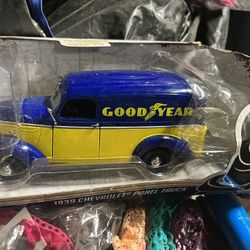 GOODYEAR
1939 CHEVROLET PANEL TRUCK